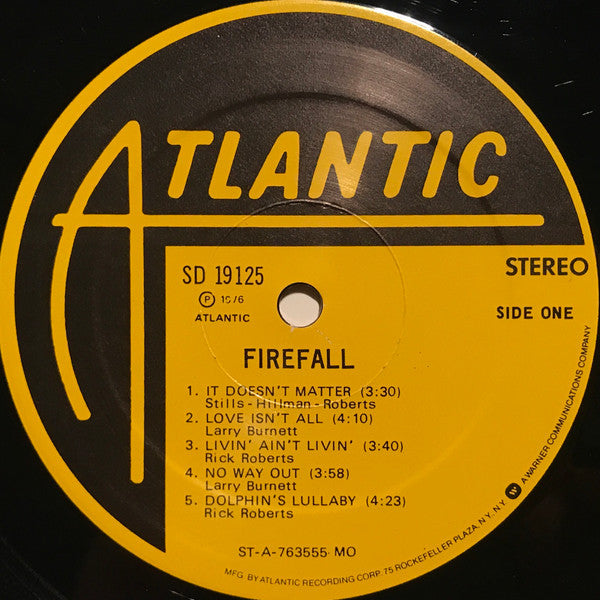 ATLANTIC
SD 19125
STEREO
Ⓟ 1976
ATLANTIC
SIDE ONE
FIREFALL
1. IT DOESN'T MATTER (3:30)
Stills - Hillman - Roberts
2. LOVE ISN'T ALL (4:10)
Larry Burnett
3. LIVIN' AIN'T LIVIN' (3:40)
Rick Roberts
4. NO WAY OUT (3:58)
Larry Burnett
5. DOLPHIN'S LULLABY (4:23)
Rick Roberts
ST-A-763555 MO
MFG. BY ATLANTIC RECORDING CORP. 75 ROCKEFELLER PLAZA, N.Y., N.Y. W A WARNER COMMUNICATIONS COMPANY